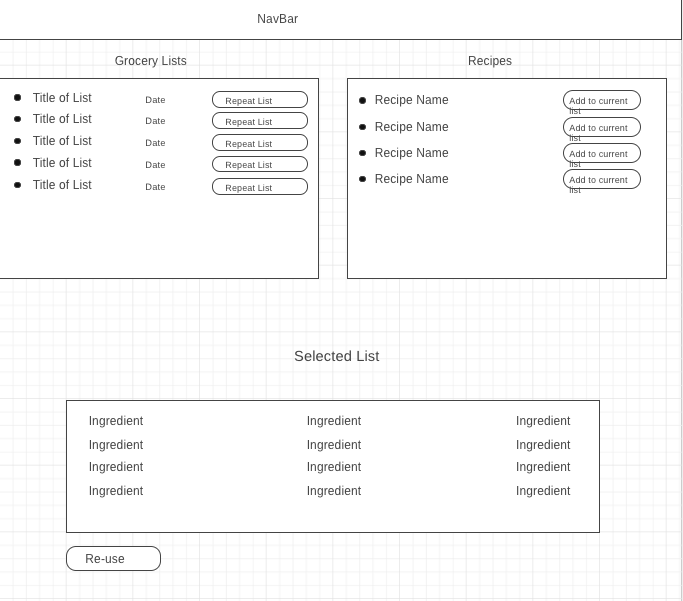 NavBar
Grocery Lists
Title of List Date Repeat List
Title of List Date Repeat List
Title of List Date Repeat List
Title of List Date Repeat List
Title of List Date Repeat List
Recipes
Recipe Name Add to current
list
Recipe Name Add to current
list
Recipe Name Add to current
list
Recipe Name Add to current
list
Selected List
Ingredient Ingredient Ingredient
Ingredient Ingredient Ingredient
Ingredient Ingredient Ingredient
Ingredient Ingredient Ingredient
Re-use